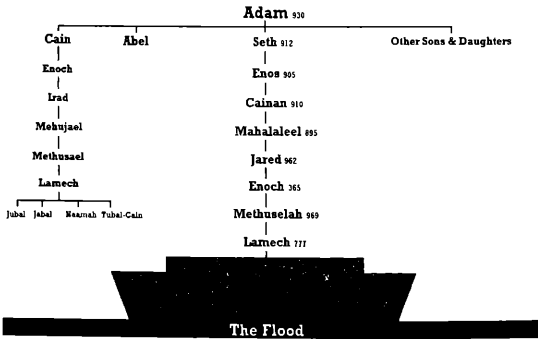 Adam 930
Cain Abel Seth 912 Other Sons & Daughters
Enoch Enos 905
Irad Cainan 910
Mehujael Mahalaleel 895
Methusael Jared 962
Lamech Enoch 365
Jubal Jabal Naamah Tubal-Cain Methuselah 969
Lamech 777
The Flood